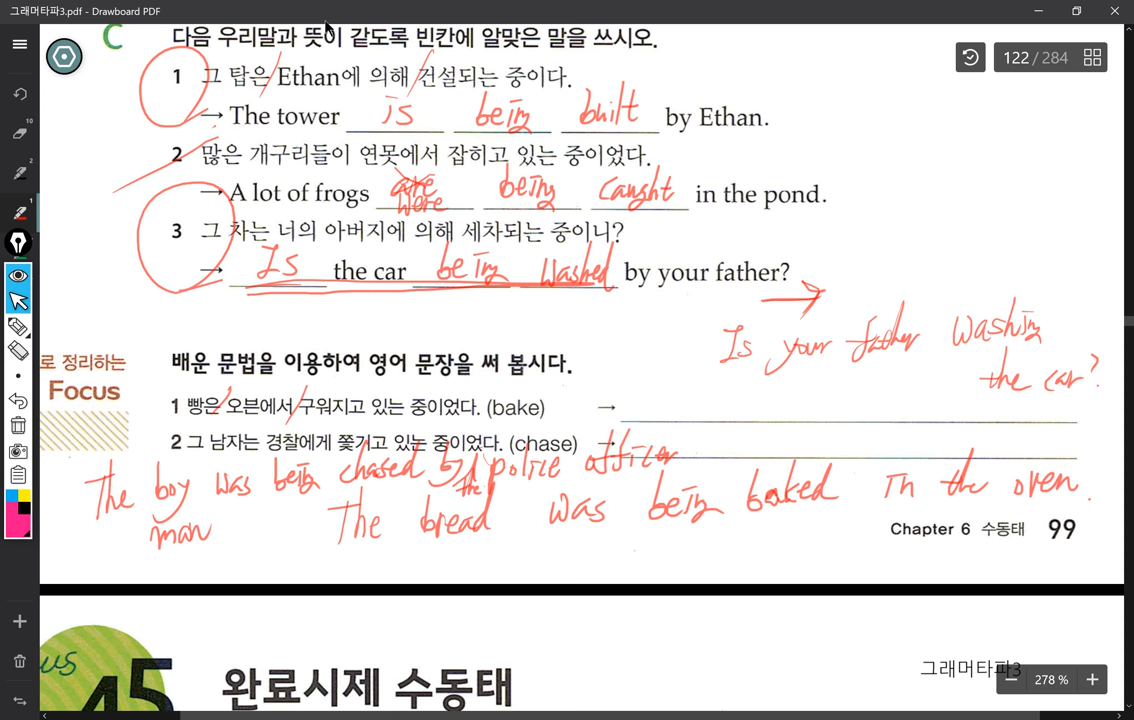 그래머타파3.pdf - Drawboard PDF
122 / 284
C 다음 우리말과 뜻이 같도록 빈칸에 알맞은 말을 쓰시오.
1 그 탑은 Ethan에 의해 건설되는 중이다.
→ The tower is being built by Ethan.
2 많은 개구리들이 연못에서 잡히고 있는 중이었다.
→ A lot of frogs are were being caught in the pond.
3 그 차는 너의 아버지에 의해 세차되는 중이니?
→ Is the car being washed by your father?
Is your father washing
the car?
로 정리하는
Focus
배운 문법을 이용하여 영어 문장을 써 봅시다.
1 빵은 오븐에서 구워지고 있는 중이었다. (bake) →
2 그 남자는 경찰에게 쫓기고 있는 중이었다. (chase) →
The boy was being chased by the police officer
man
The bread was being baked in the oven.
Chapter 6 수동태 99
us
45 완료시제 수동태
그래머타파3
278 %
10
2
1